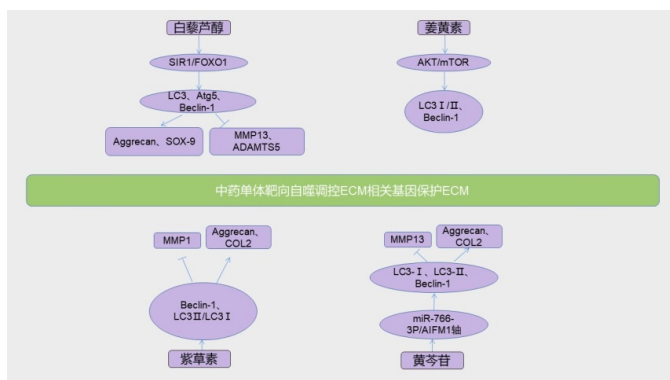 白藜芦醇
SIR1/FOXO1
LC3、Atg5、
Beclin-1
Aggrecan、SOX-9
MMP13、
ADAMTS5
姜黄素
AKT/mTOR
LC3Ⅰ/Ⅱ、
Beclin-1
中药单体靶向自噬调控ECM相关基因保护ECM
MMP1
Aggrecan、
COL2
Beclin-1、
LC3Ⅱ/LC3Ⅰ
紫草素
MMP13
Aggrecan、
COL2
LC3-Ⅰ、LC3-Ⅱ、
Beclin-1
miR-766-
3P/AIFM1轴
黄芩苷